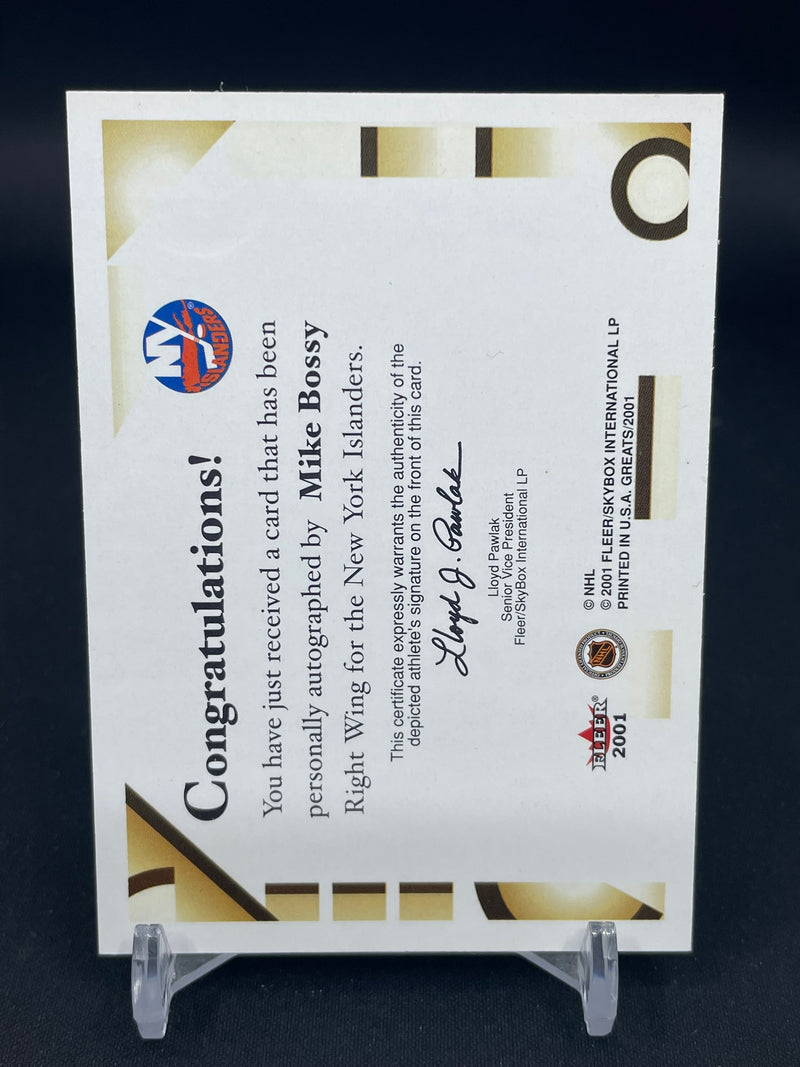 Congratulations!
NY
ISLANDERS
You have just received a card that has been
personally autographed by Mike Bossy
Right Wing for the New York Islanders.
This certificate expressly warrants the authenticity of the
depicted athlete's signature on the front of this card.
Lloyd J. Pawlak
Lloyd Pawlak
Senior Vice President
Fleer/SkyBox International LP
FLEER®
2001
NHL
© NHL
© 2001 FLEER/SKYBOX INTERNATIONAL LP
PRINTED IN U.S.A. GREATS/2001